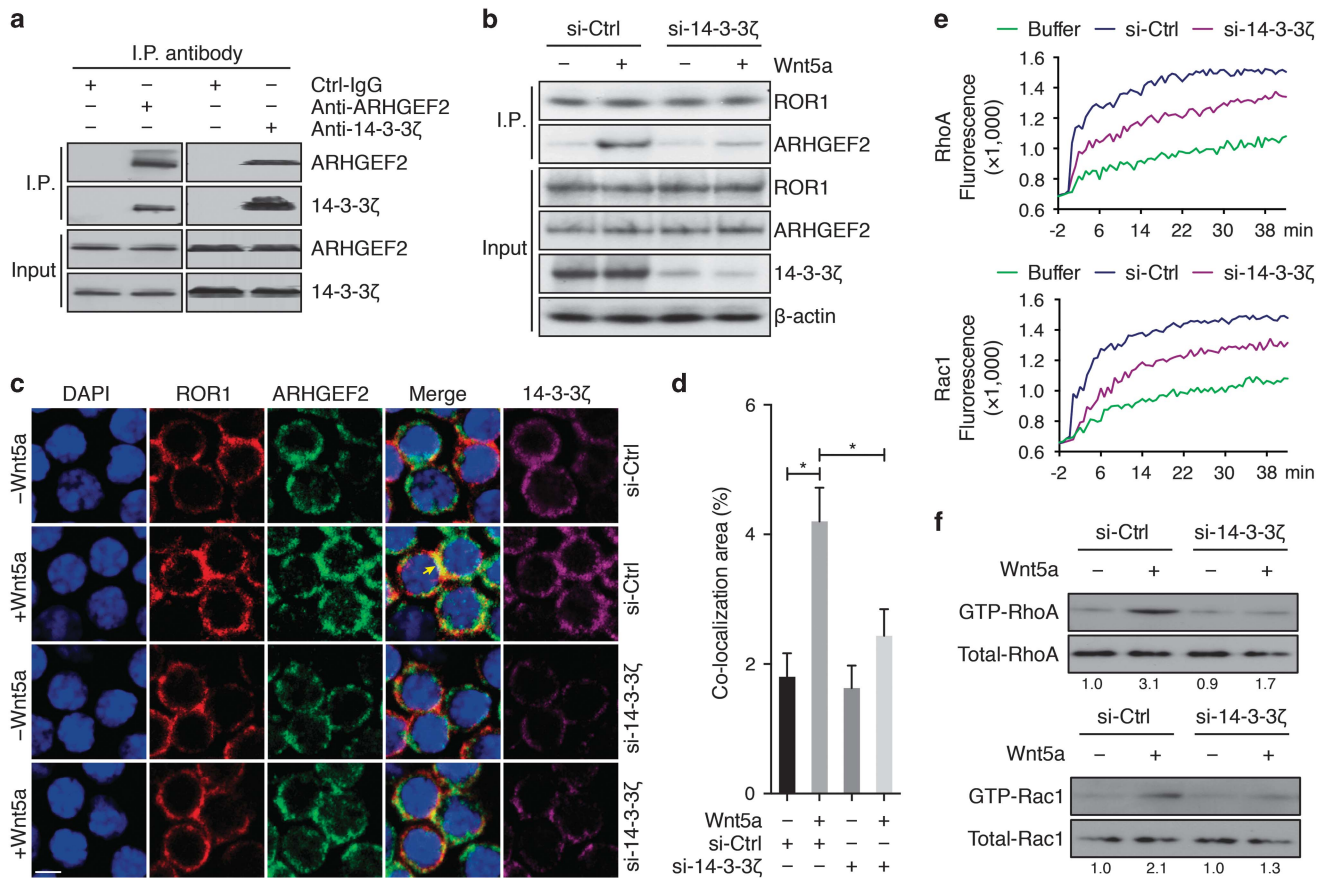 a
I.P. antibody
+ – + – Ctrl-IgG
– + – – Anti-ARHGEF2
– – – + Anti-14-3-3ζ
I.P.
ARHGEF2
14-3-3ζ
Input
ARHGEF2
14-3-3ζ
b
si-Ctrl si-14-3-3ζ
– + – + Wnt5a
I.P.
ROR1
ARHGEF2
Input
ROR1
ARHGEF2
14-3-3ζ
β-actin
c
DAPI ROR1 ARHGEF2 Merge 14-3-3ζ
–Wnt5a si-Ctrl
+Wnt5a si-Ctrl
–Wnt5a si-14-3-3ζ
+Wnt5a si-14-3-3ζ
d
Co-localization area (%)
6
4
2
0
* *
Wnt5a – + – +
si-Ctrl + + – –
si-14-3-3ζ – – + +
e
Buffer si-Ctrl si-14-3-3ζ
RhoA
Flurorescence
(×1,000)
1.6
1.4
1.2
1.0
0.8
0.6
-2 6 14 22 30 38 min
Buffer si-Ctrl si-14-3-3ζ
Rac1
Flurorescence
(×1,000)
1.6
1.4
1.2
1.0
0.8
0.6
-2 6 14 22 30 38 min
f
si-Ctrl si-14-3-3ζ
Wnt5a – + – +
GTP-RhoA
Total-RhoA
1.0 3.1 0.9 1.7
si-Ctrl si-14-3-3ζ
Wnt5a – + – +
GTP-Rac1
Total-Rac1
1.0 2.1 1.0 1.3